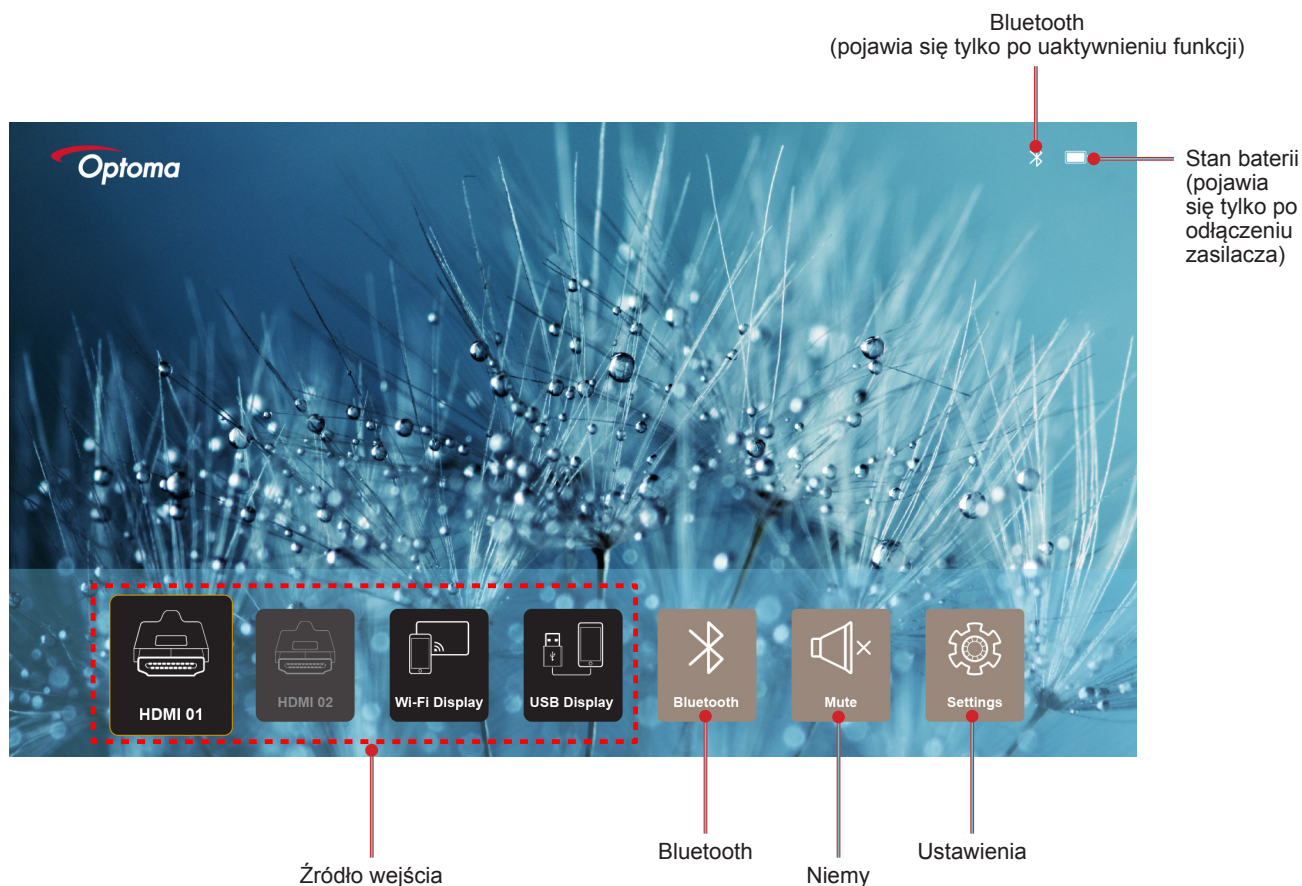 Bluetooth
(pojawia się tylko po uaktywnieniu funkcji)
Optoma
Stan baterii
(pojawia
się tylko po
odłączeniu
zasilacza)
HDMI 01
HDMI 02
Wi-Fi Display
USB Display
Bluetooth
Mute
Settings
Źródło wejścia
Bluetooth
Niemy
Ustawienia